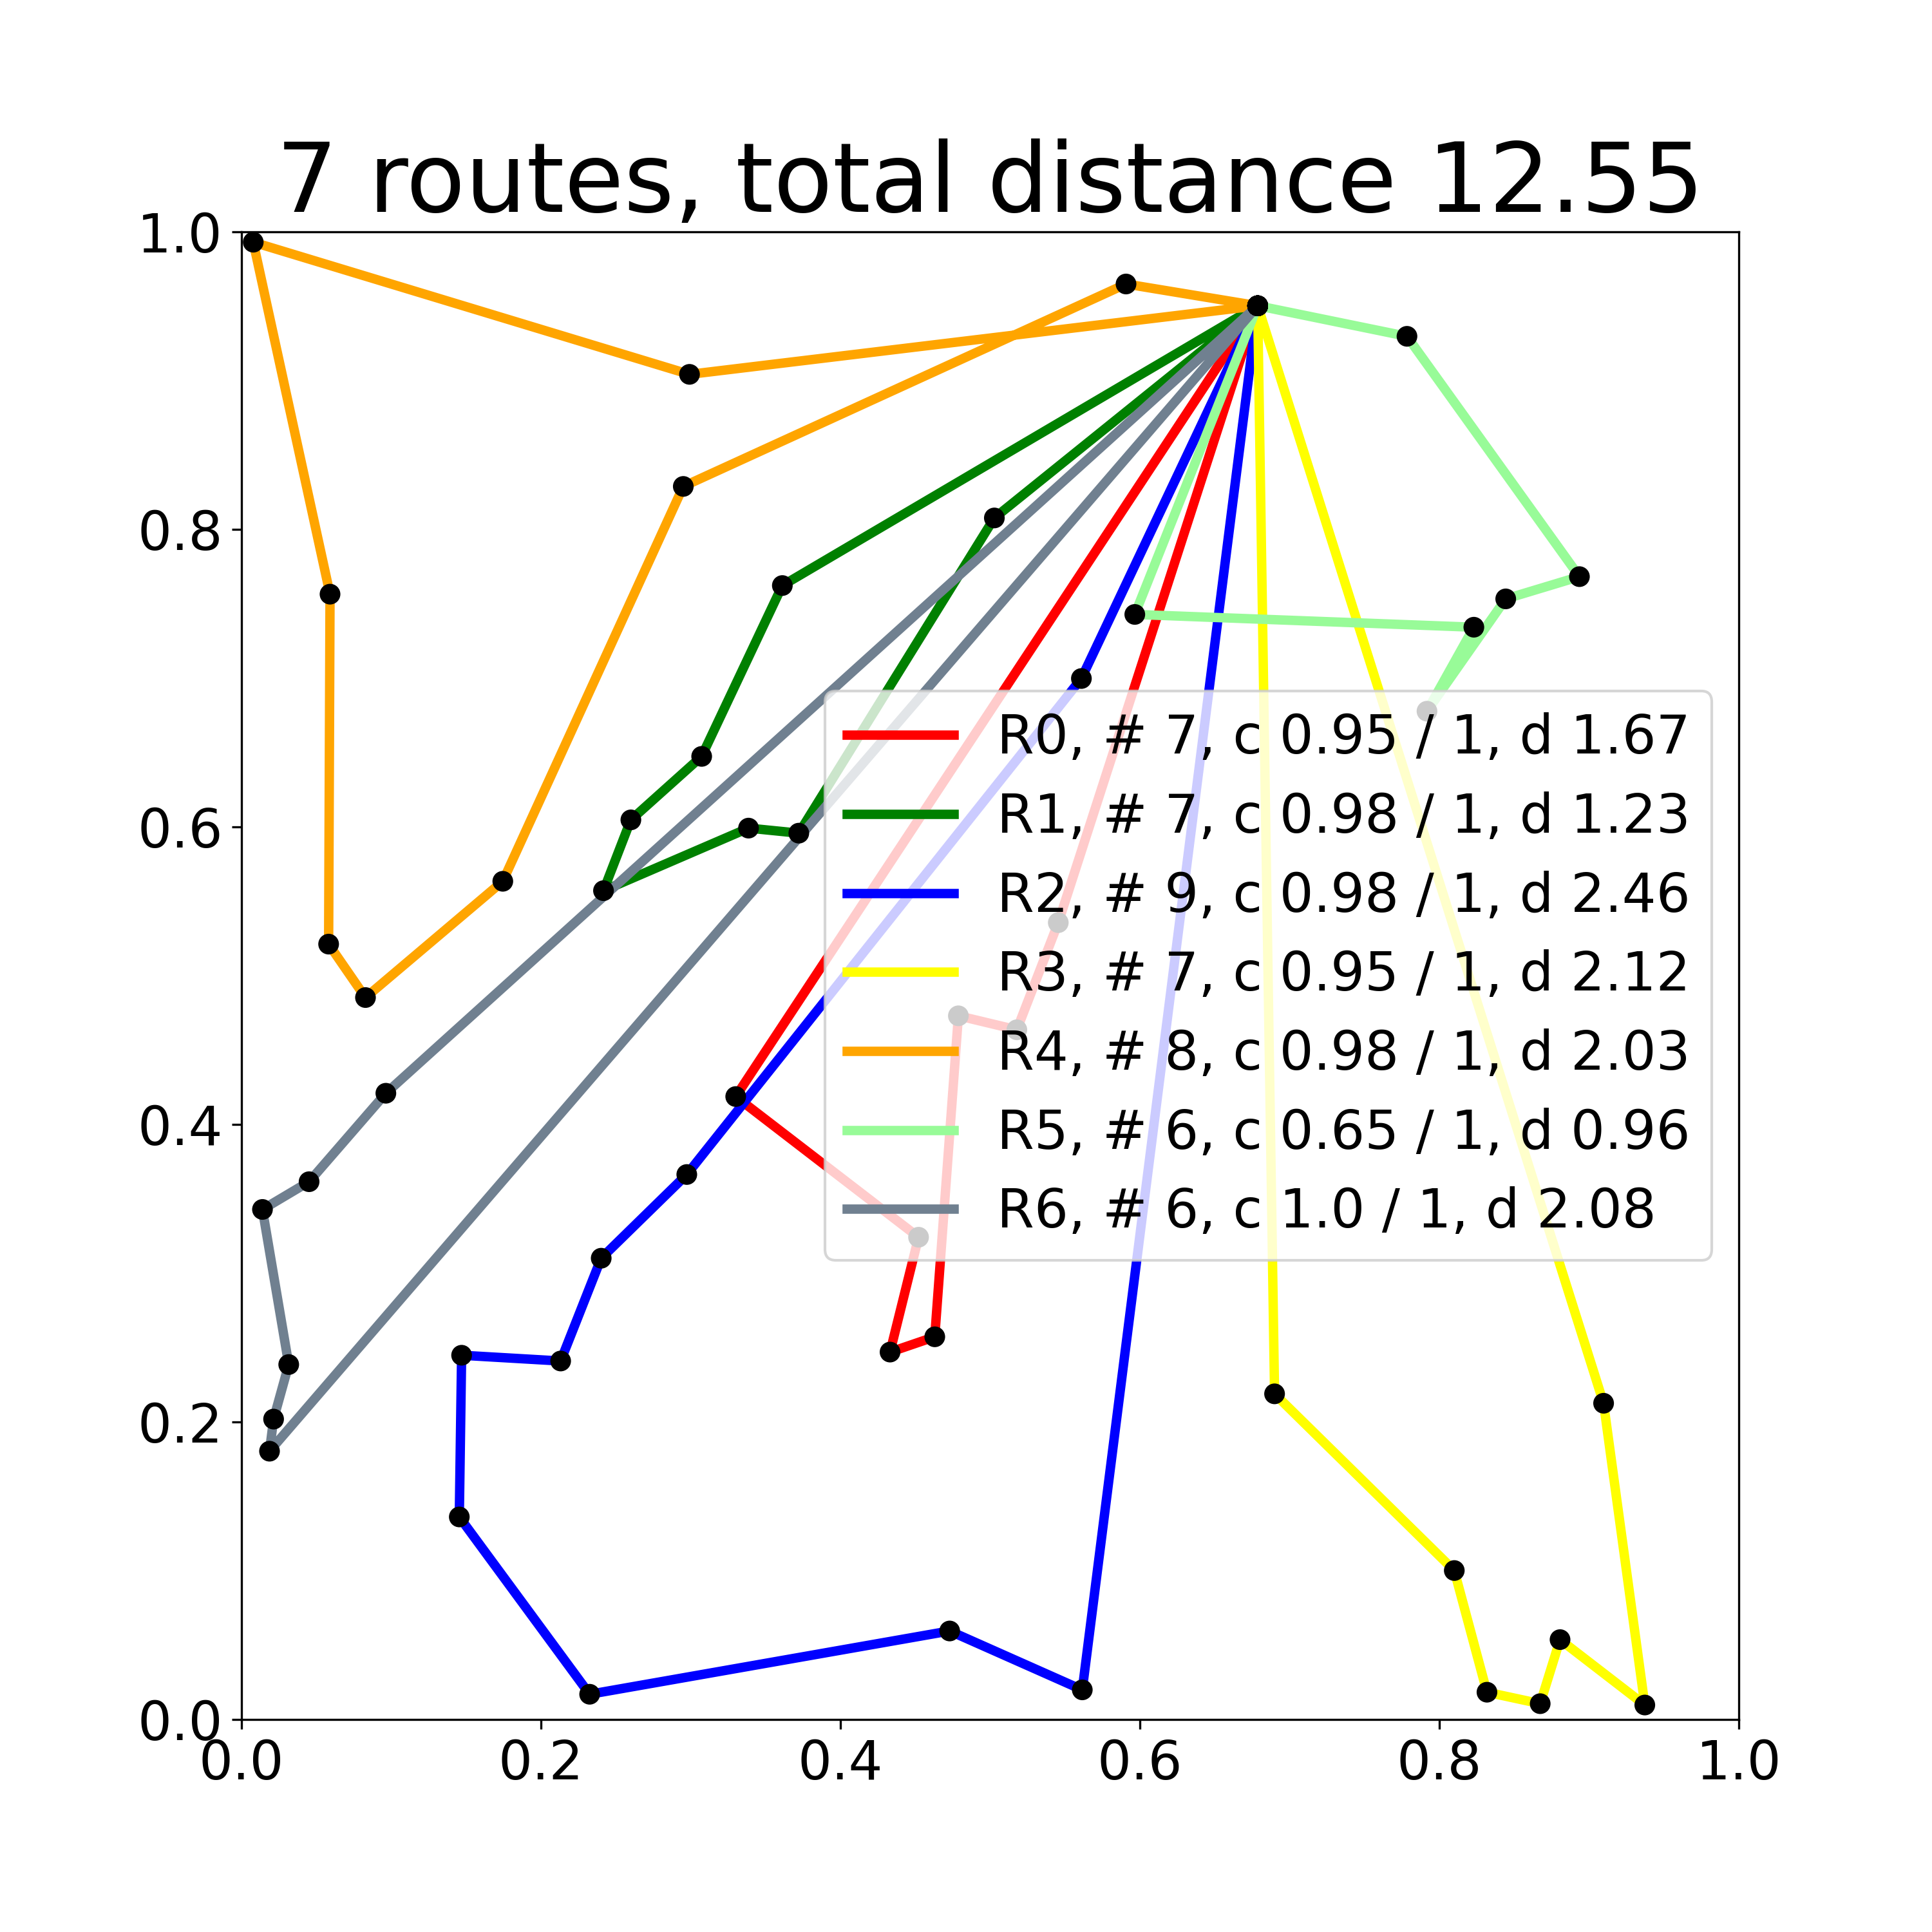 7 routes, total distance 12.55
1.0
0.8
0.6
0.4
0.2
0.0
R0, # 7, c 0.95 / 1, d 1.67
R1, # 7, c 0.98 / 1, d 1.23
R2, # 9, c 0.98 / 1, d 2.46
R3, # 7, c 0.95 / 1, d 2.12
R4, # 8, c 0.98 / 1, d 2.03
R5, # 6, c 0.65 / 1, d 0.96
R6, # 6, c 1.0 / 1, d 2.08
0.0 0.2 0.4 0.6 0.8 1.0